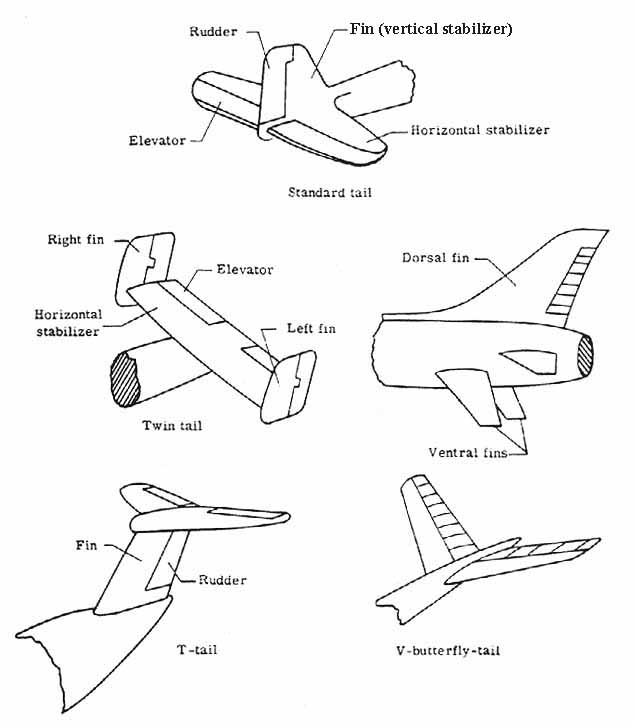 Rudder
Fin (vertical stabilizer)
Elevator
Horizontal stabilizer
Standard tail
Right fin
Elevator
Horizontal
stabilizer
Left fin
Twin tail
Dorsal fin
Ventral fins
Fin
Rudder
T-tail
V-butterfly-tail